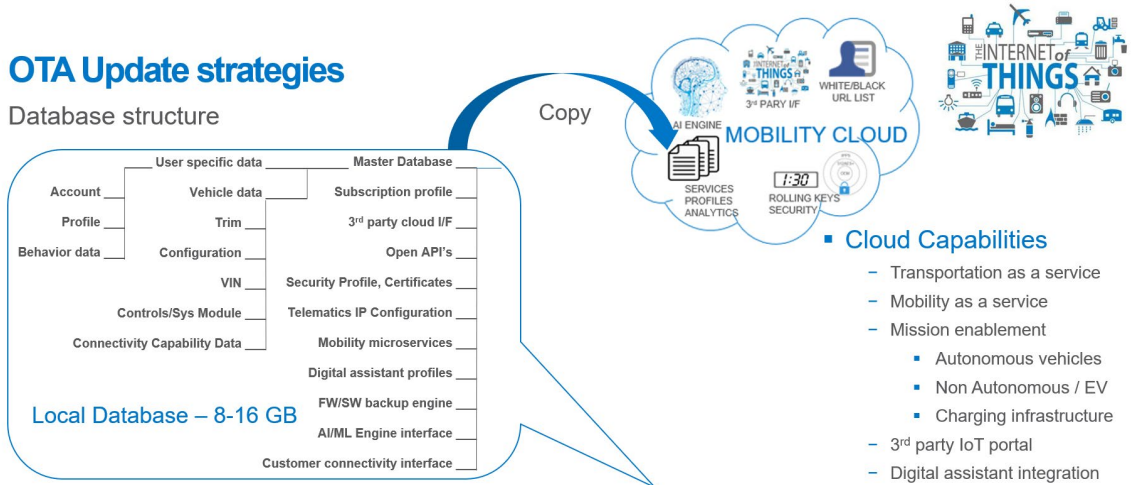 OTA Update strategies
Database structure
Copy
User specific data
Master Database
Account
Vehicle data
Subscription profile
Profile
Trim
3rd party cloud I/F
Behavior data
Configuration
Open API's
VIN
Security Profile, Certificates
Controls/Sys Module
Telematics IP Configuration
Connectivity Capability Data
Mobility microservices
Digital assistant profiles
FW/SW backup engine
AI/ML Engine interface
Customer connectivity interface
Local Database – 8-16 GB
AI ENGINE
INTERNET of
THINGS
3rd PARY I/F
WHITE/BLACK
URL LIST
MOBILITY CLOUD
SERVICES
PROFILES
ANALYTICS
1:30
ROLLING KEYS
SECURITY
THE
INTERNET of
THINGS
▪ Cloud Capabilities
– Transportation as a service
– Mobility as a service
– Mission enablement
▪ Autonomous vehicles
▪ Non Autonomous / EV
▪ Charging infrastructure
– 3rd party IoT portal
– Digital assistant integration